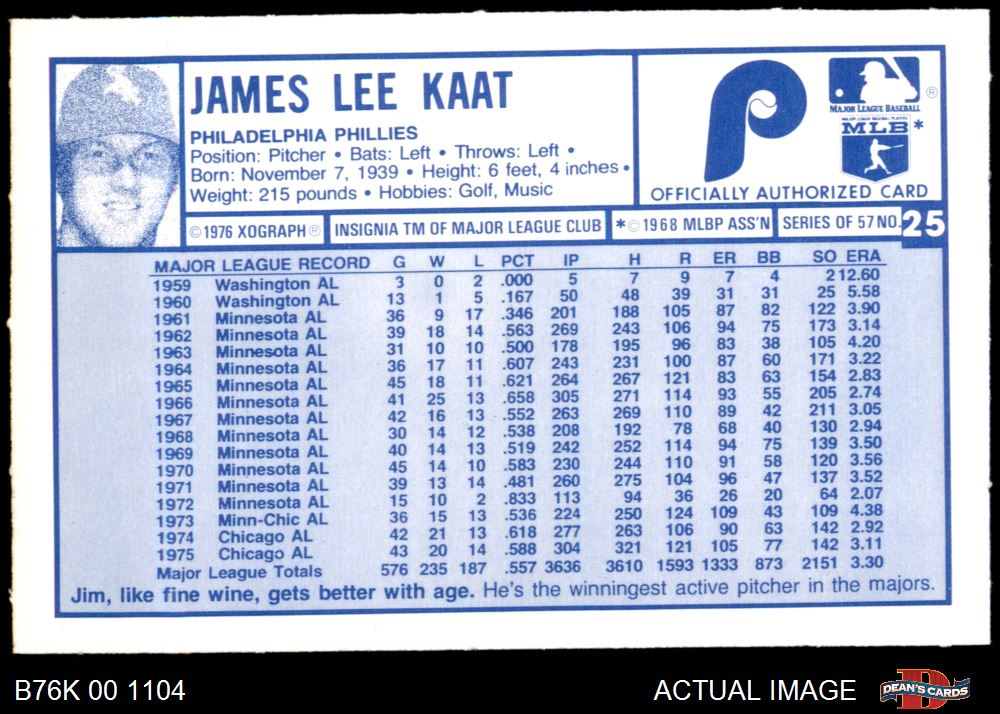 JAMES LEE KAAT
PHILADELPHIA PHILLIES
Position: Pitcher • Bats: Left • Throws: Left •
Born: November 7, 1939 • Height: 6 feet, 4 inches •
Weight: 215 pounds • Hobbies: Golf, Music
P
MAJOR LEAGUE BASEBALL ®
MAJOR LEAGUE BASEBALL PLAYERS
MLB *
OFFICIALLY AUTHORIZED CARD
© 1976 XOGRAPH ® INSIGNIA TM OF MAJOR LEAGUE CLUB * © 1968 MLBP ASS'N SERIES OF 57 NO. 25
MAJOR LEAGUE RECORD G W L PCT IP H R ER BB SO ERA
1959 Washington AL 3 0 2 .000 5 7 9 7 4 2 12.60
1960 Washington AL 13 1 5 .167 50 48 39 31 31 25 5.58
1961 Minnesota AL 36 9 17 .346 201 188 105 87 82 122 3.90
1962 Minnesota AL 39 18 14 .563 269 243 106 94 75 173 3.14
1963 Minnesota AL 31 10 10 .500 178 195 96 83 38 105 4.20
1964 Minnesota AL 36 17 11 .607 243 231 100 87 60 171 3.22
1965 Minnesota AL 45 18 11 .621 264 267 121 83 63 154 2.83
1966 Minnesota AL 41 25 13 .658 305 271 114 93 55 205 2.74
1967 Minnesota AL 42 16 13 .552 263 269 110 89 42 211 3.05
1968 Minnesota AL 30 14 12 .538 208 192 78 68 40 130 2.94
1969 Minnesota AL 40 14 13 .519 242 252 114 94 75 139 3.50
1970 Minnesota AL 45 14 10 .583 230 244 110 91 58 120 3.56
1971 Minnesota AL 39 13 14 .481 260 275 104 96 47 137 3.52
1972 Minnesota AL 15 10 2 .833 113 94 36 26 20 64 2.07
1973 Minn-Chic AL 36 15 13 .536 224 250 124 109 43 109 4.38
1974 Chicago AL 42 21 13 .618 277 263 106 90 63 142 2.92
1975 Chicago AL 43 20 14 .588 304 321 121 105 77 142 3.11
Major League Totals 576 235 187 .557 3636 3610 1593 1333 873 2151 3.30
Jim, like fine wine, gets better with age. He's the winningest active pitcher in the majors.
B76K 00 1104
ACTUAL IMAGE
D
DEAN'S CARDS